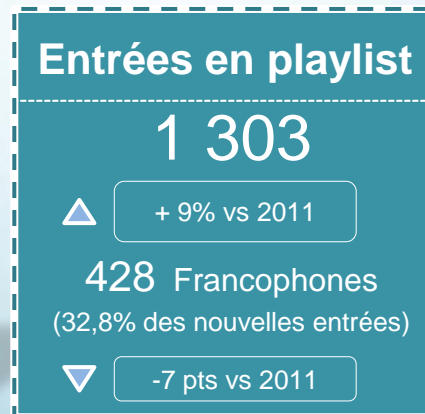 Entrées en playlist
1 303
+ 9% vs 2011
428 Francophones
(32,8% des nouvelles entrées)
-7 pts vs 2011